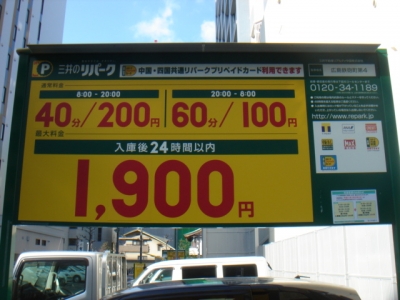 P 三井のリパーク
中国・四国共通リパークプリペイドカード利用できます
通常料金
8:00 - 20:00
40分/200円
20:00 - 8:00
60分/100円
最大料金
入庫後24時間以内
1,900円
0120-34-1189
http://www.repark.jp